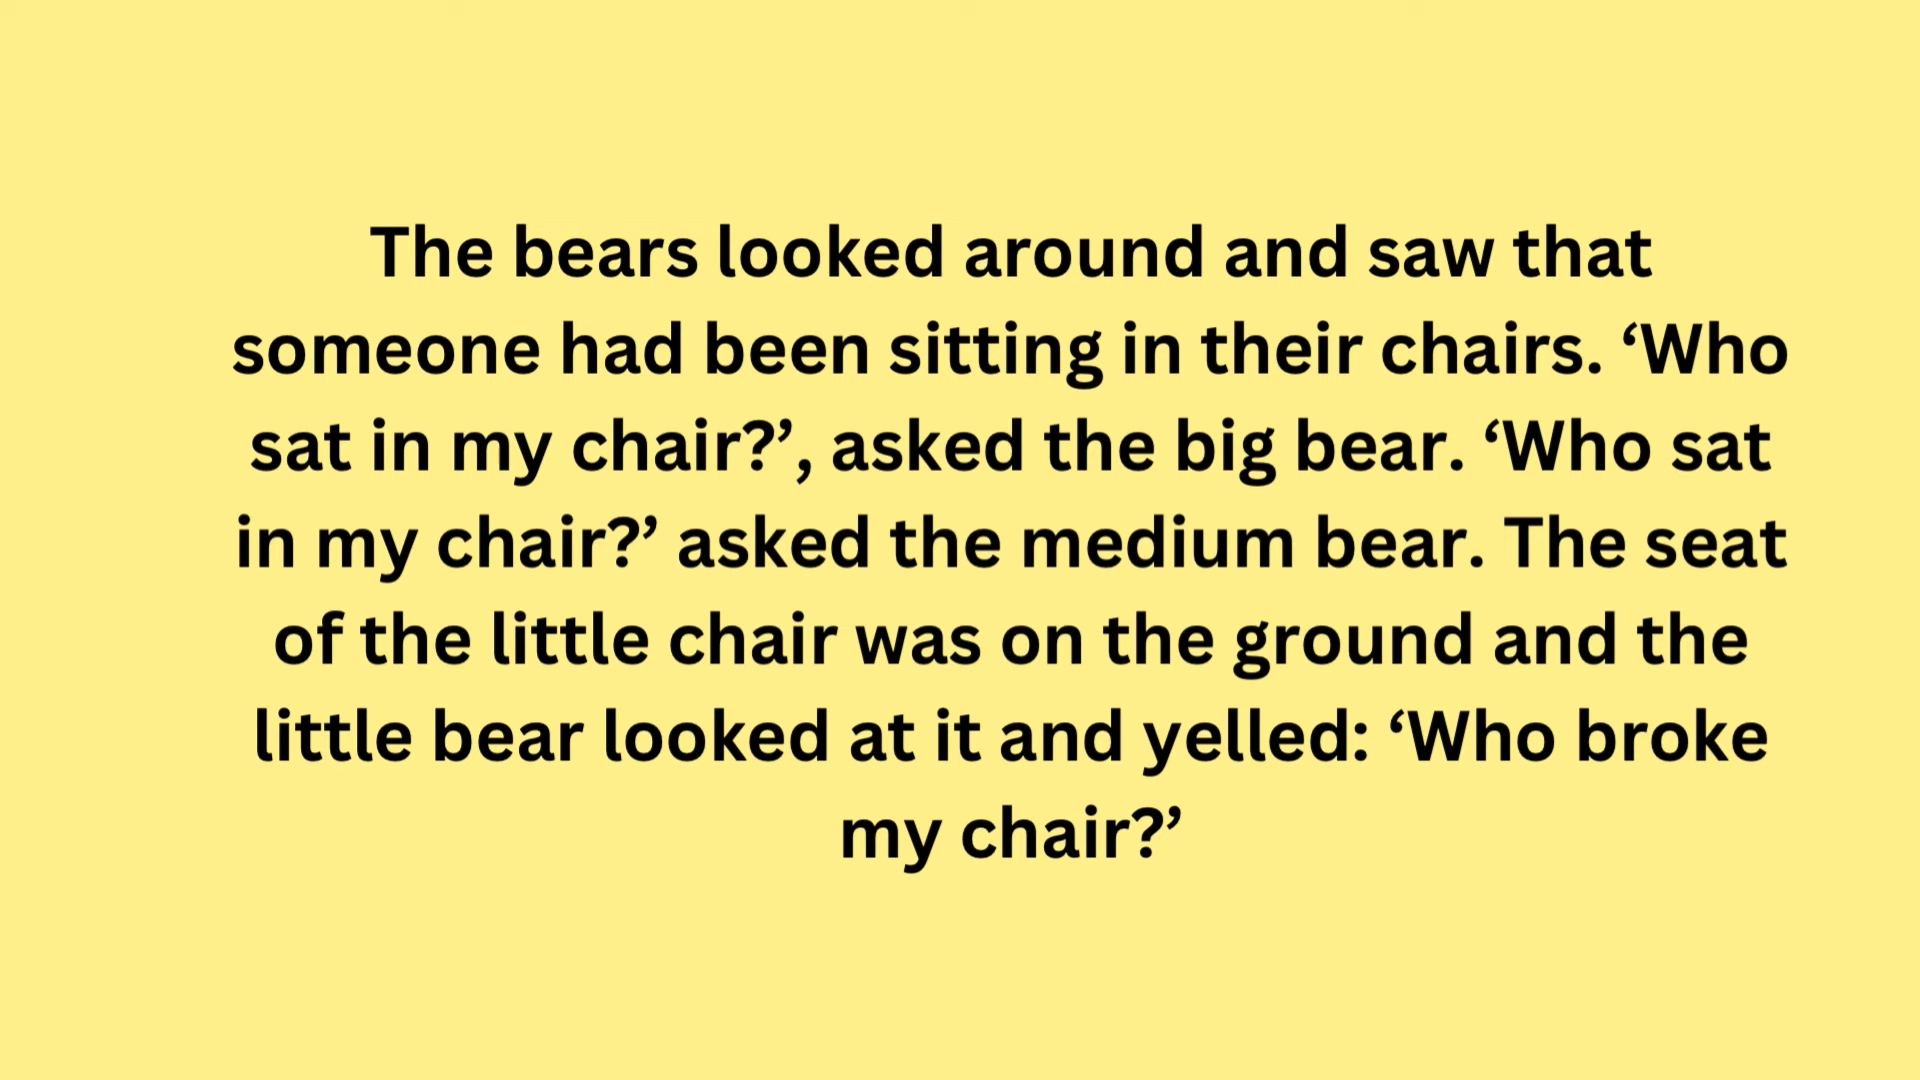 The bears looked around and saw that
someone had been sitting in their chairs. ‘Who
sat in my chair?’, asked the big bear. ‘Who sat
in my chair?’ asked the medium bear. The seat
of the little chair was on the ground and the
little bear looked at it and yelled: ‘Who broke
my chair?’